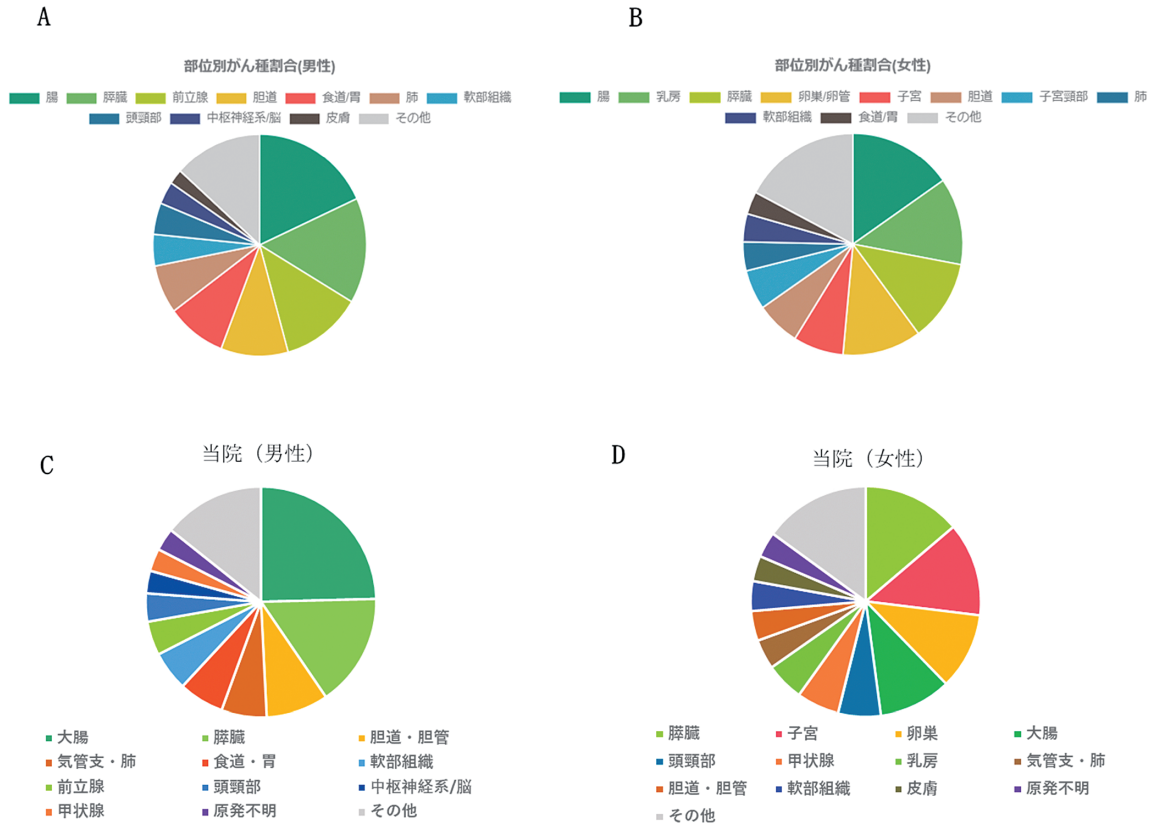 A
B
部位別がん種割合(男性)
腸 膵臓 前立腺 胆道 食道/胃 肺 軟部組織
頭頸部 中枢神経系/脳 皮膚 その他
部位別がん種割合(女性)
腸 乳房 膵臓 卵巣/卵管 子宮 胆道 子宮頸部 肺
軟部組織 食道/胃 その他
C
当院（男性）
大腸 膵臓 胆道・胆管
気管支・肺 食道・胃 軟部組織
前立腺 頭頸部 中枢神経系/脳
甲状腺 原発不明 その他
D
当院（女性）
膵臓 子宮 卵巣 大腸
頭頸部 甲状腺 乳房 気管支・肺
胆道・胆管 軟部組織 皮膚 原発不明
その他